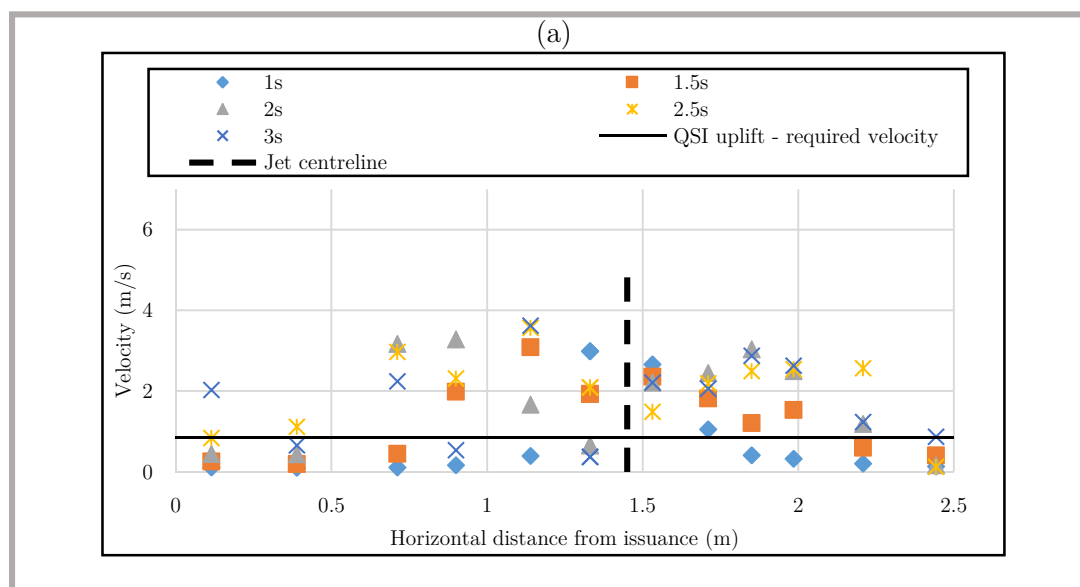 (a)
1s
1.5s
2s
2.5s
3s
QSI uplift - required velocity
Jet centreline
6
4
2
0
Velocity (m/s)
0
0.5
1
1.5
2
2.5
Horizontal distance from issuance (m)